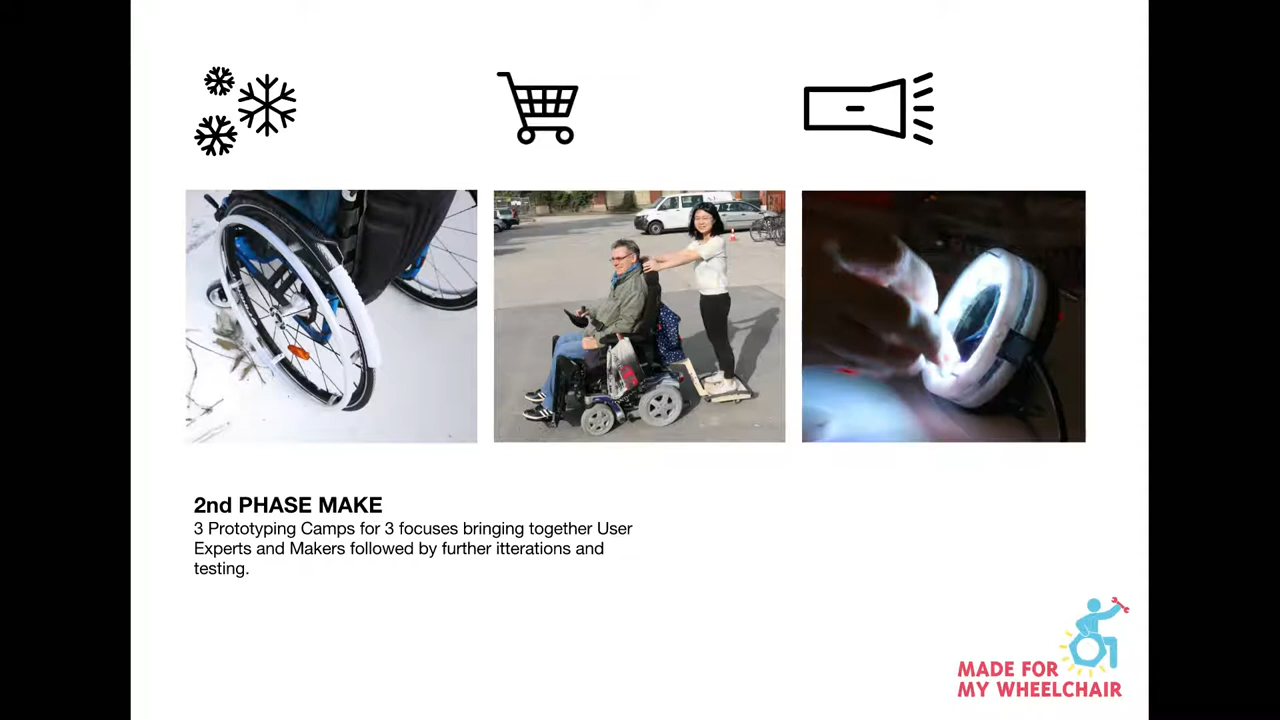 2nd PHASE MAKE
3 Prototyping Camps for 3 focuses bringing together User
Experts and Makers followed by further itterations and
testing.
MADE FOR
MY WHEELCHAIR